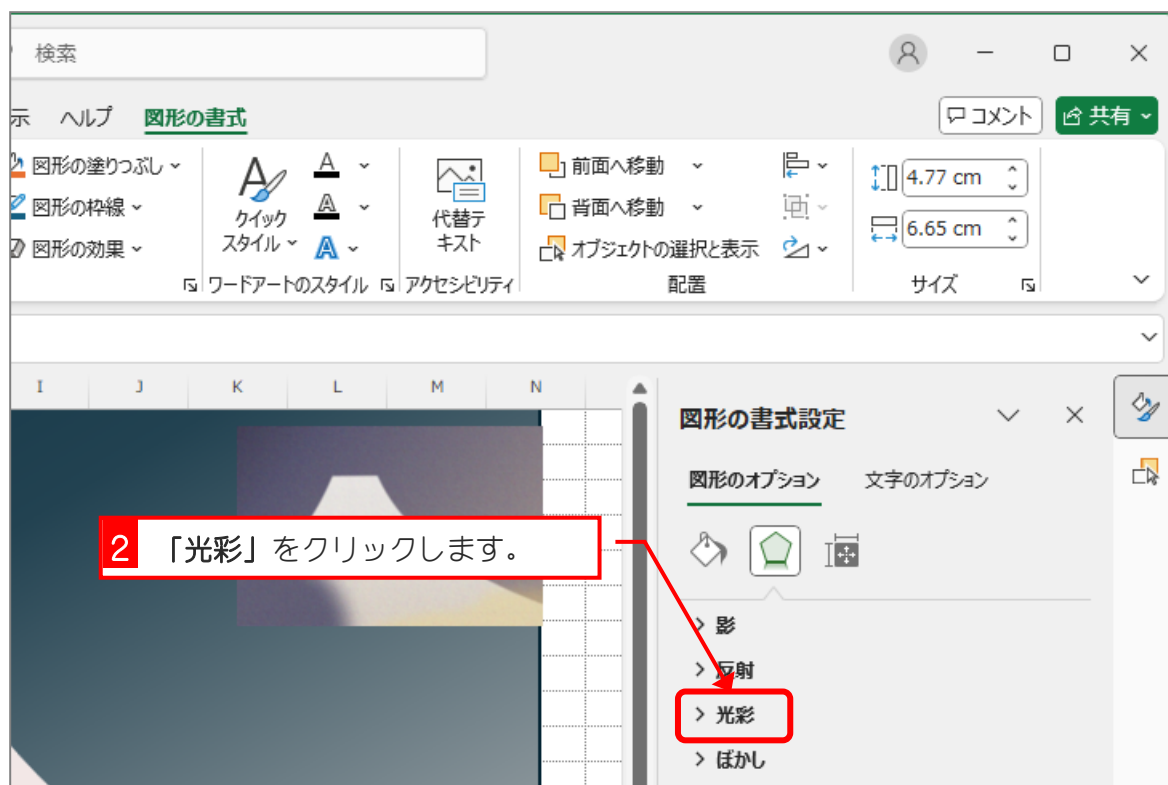 検索
示 ヘルプ 図形の書式 コメント 共有
図形の塗りつぶし
図形の枠線
図形の効果
クイック
スタイル
A
A
A
ワードアートのスタイル
代替テ
キスト
アクセシビリティ
前面へ移動
背面へ移動
オブジェクトの選択と表示
配置
4.77 cm
6.65 cm
サイズ
I J K L M N
図形の書式設定
図形のオプション 文字のオプション
2 「光彩」をクリックします。
影
反射
光彩
ぼかし